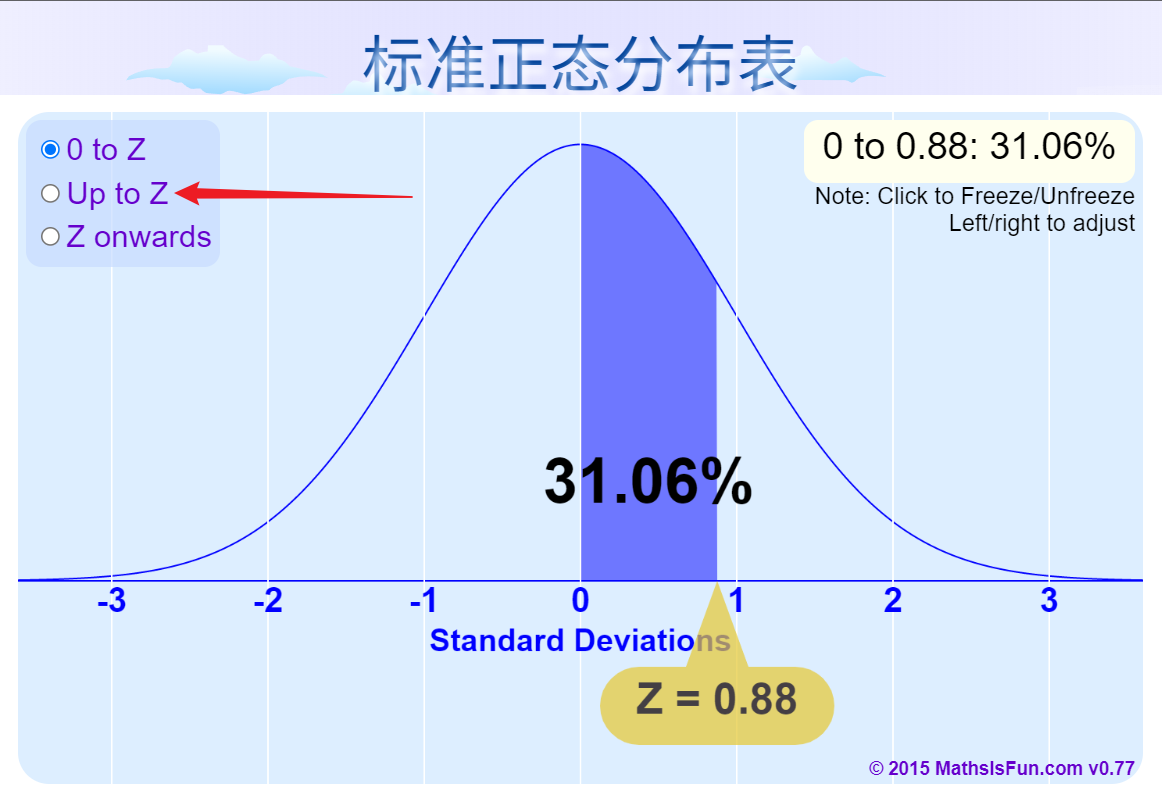 标准正态分布表
0 to Z
Up to Z
Z onwards
0 to 0.88: 31.06%
Note: Click to Freeze/Unfreeze
Left/right to adjust
31.06%
-3 -2 -1 0 1 2 3
Standard Deviations
Z = 0.88
© 2015 MathsIsFun.com v0.77